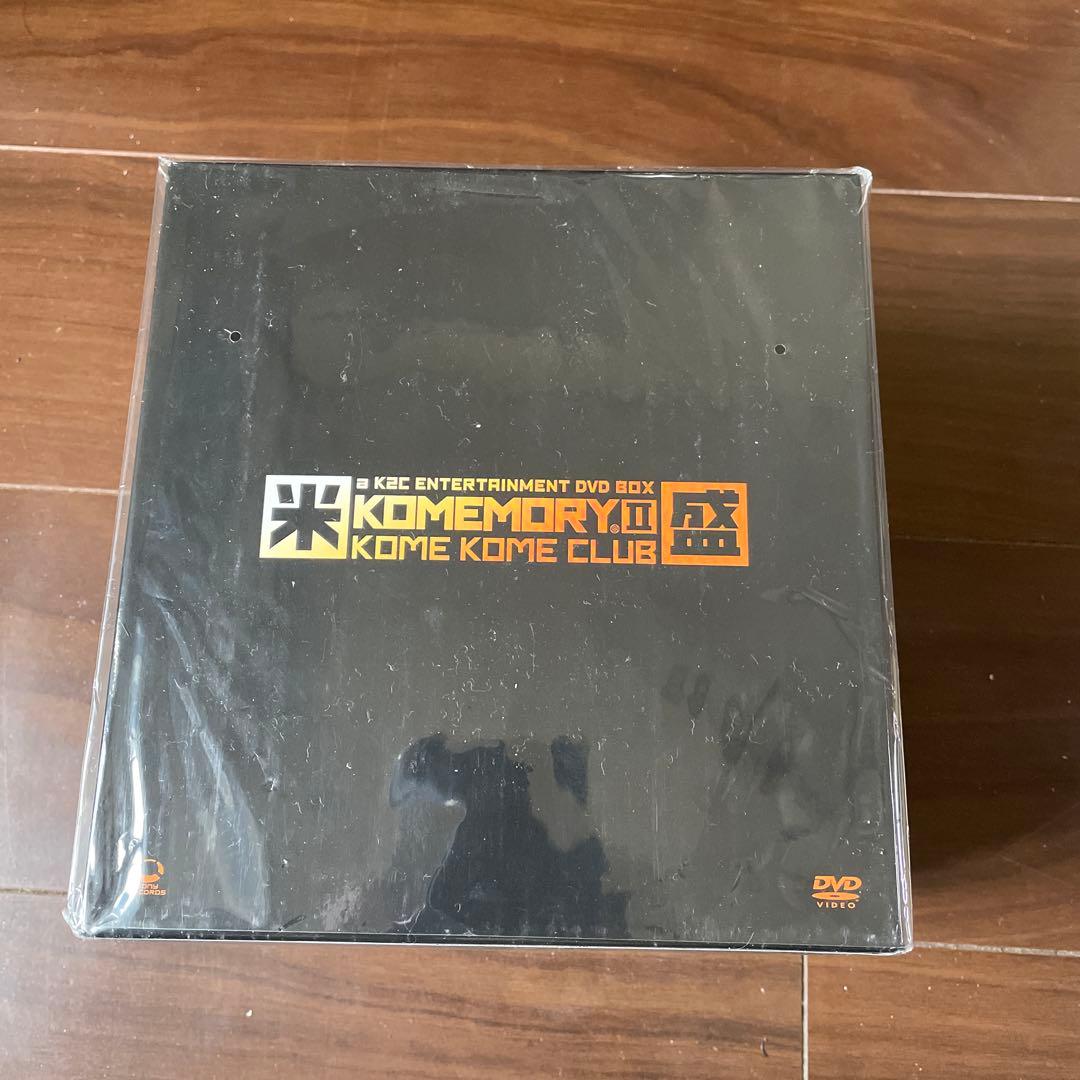 a K2C ENTERTAINMENT DVD BOX
米 KOMEMORY.®II 盛
KOME KOME CLUB
DVD
VIDEO